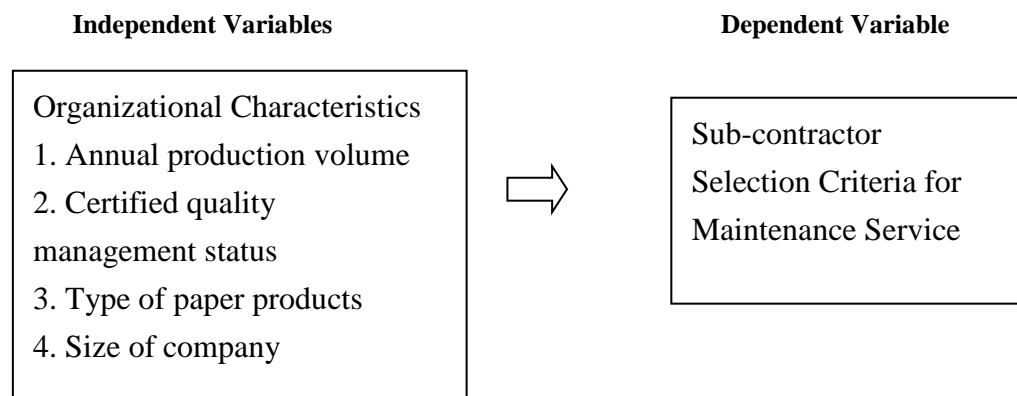 Independent Variables
Dependent Variable
Organizational Characteristics
1. Annual production volume
2. Certified quality
management status
3. Type of paper products
4. Size of company
Sub-contractor
Selection Criteria for
Maintenance Service